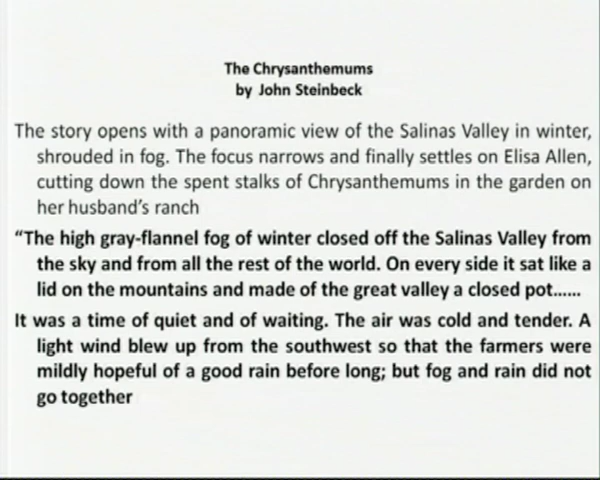 The Chrysanthemums
by John Steinbeck
The story opens with a panoramic view of the Salinas Valley in winter,
shrouded in fog. The focus narrows and finally settles on Elisa Allen,
cutting down the spent stalks of Chrysanthemums in the garden on
her husband's ranch
“The high gray-flannel fog of winter closed off the Salinas Valley from
the sky and from all the rest of the world. On every side it sat like a
lid on the mountains and made of the great valley a closed pot......
It was a time of quiet and of waiting. The air was cold and tender. A
light wind blew up from the southwest so that the farmers were
mildly hopeful of a good rain before long; but fog and rain did not
go together